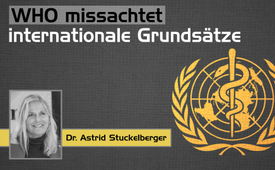 WHO missachtet
internationale Grundsätze
Dr. Astrid Stuckelberger